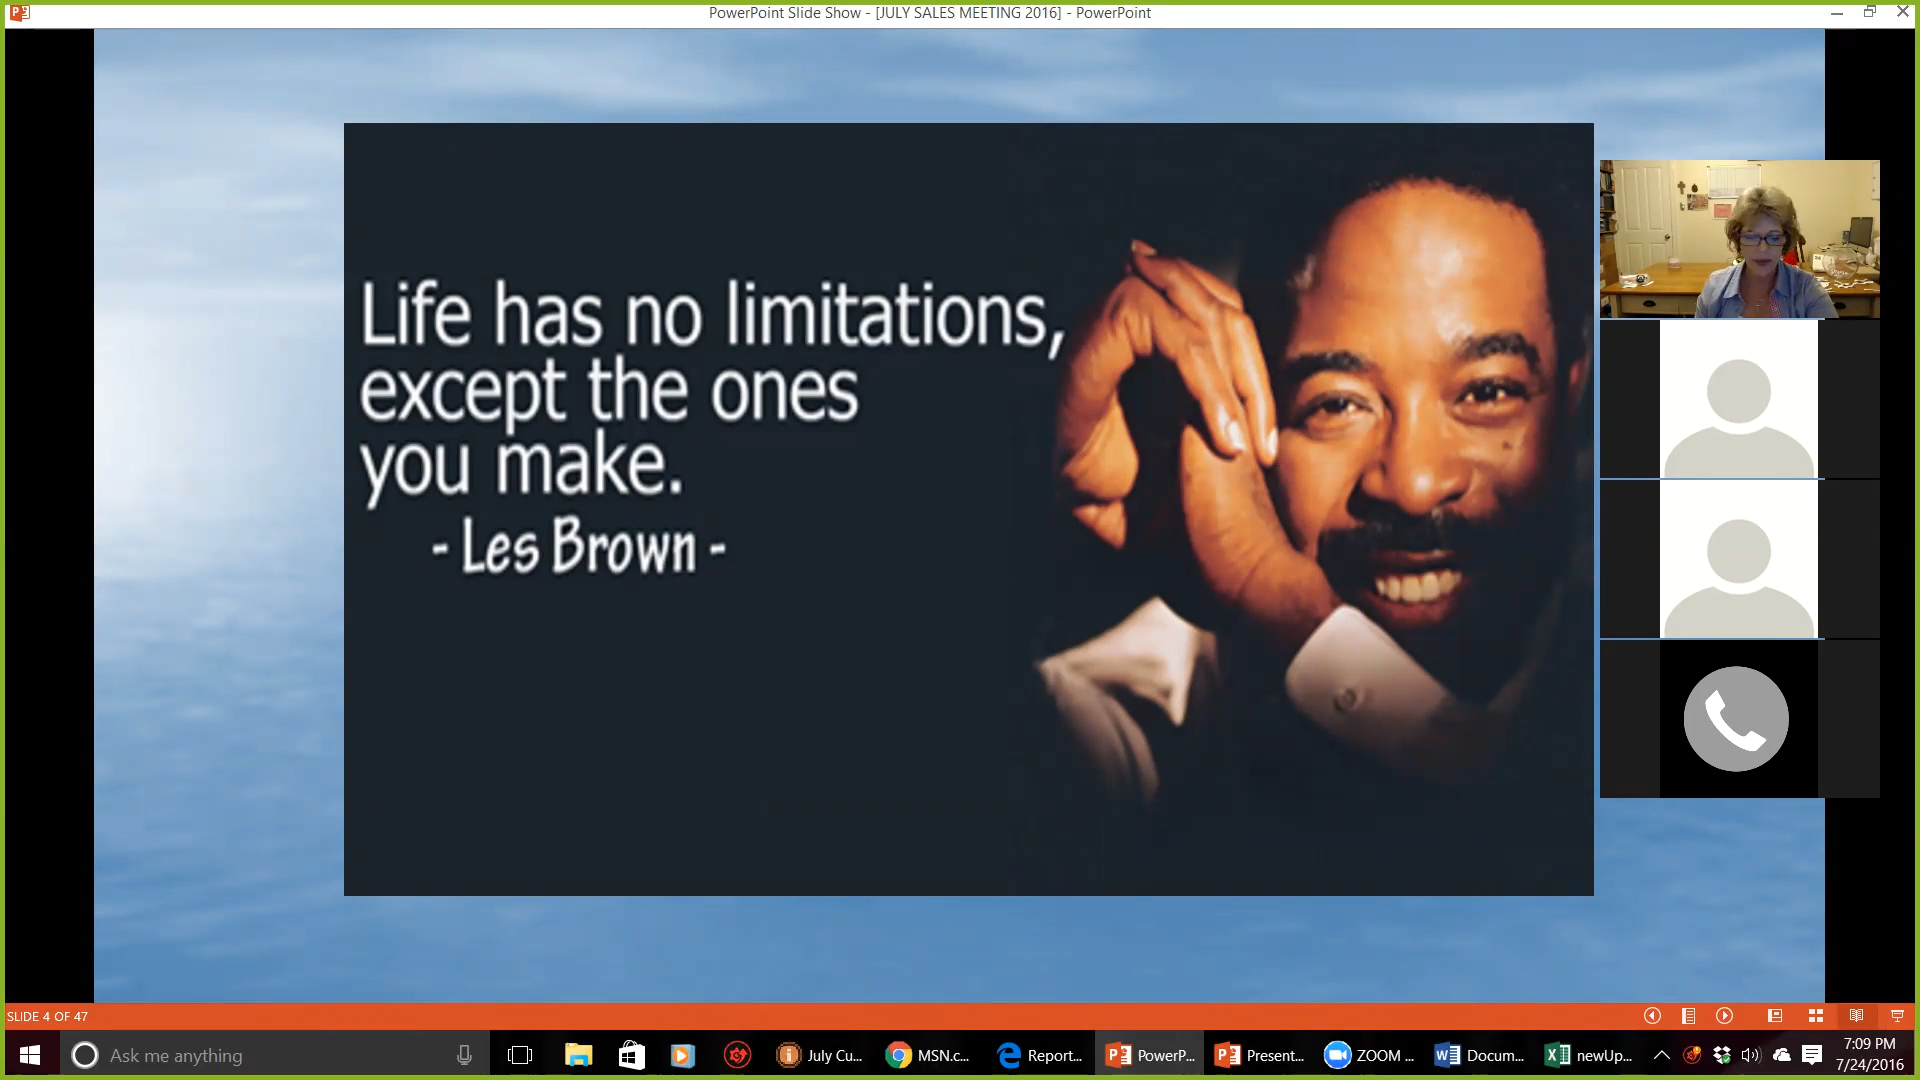 PowerPoint Slide Show - [JULY SALES MEETING 2016] - PowerPoint
Life has no limitations,
except the ones
you make.
- Les Brown -
SLIDE 4 OF 47
Ask me anything
July Cu...
MSN.c...
Report...
PowerP...
Present...
ZOOM ...
Docum...
newUp...
7:09 PM
7/24/2016